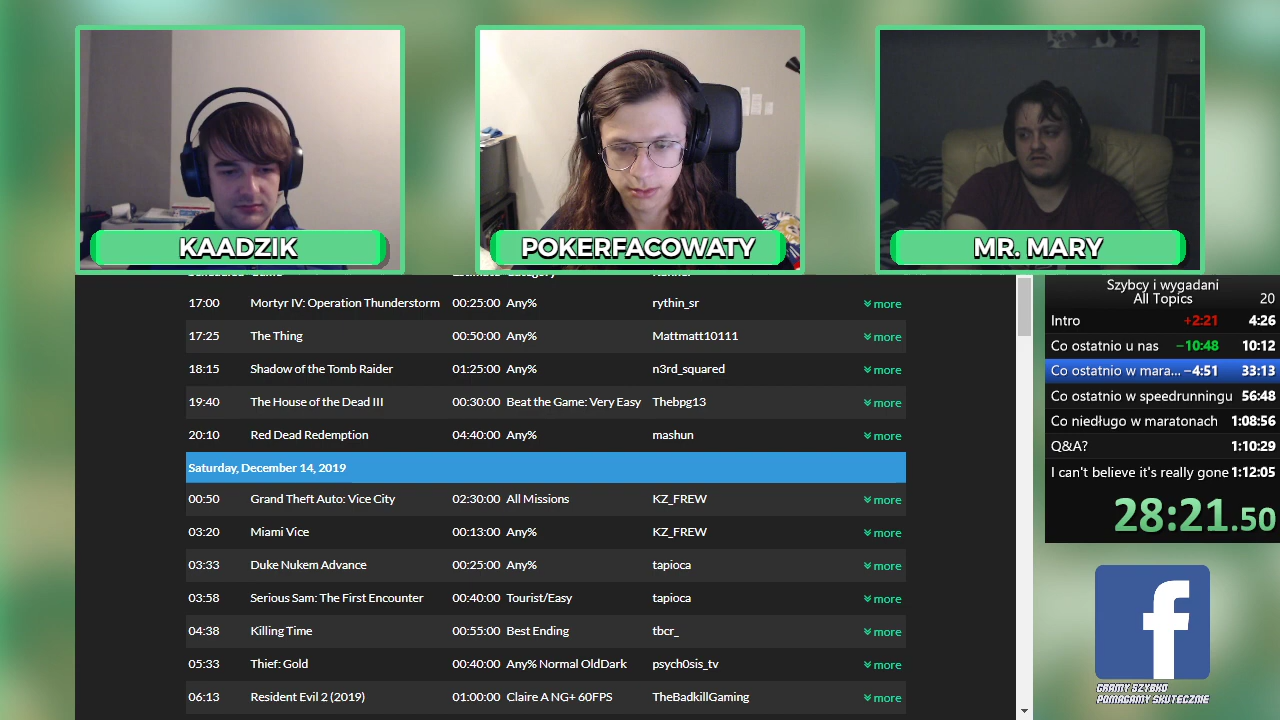 KAADZIK
POKERFACOWATY
MR. MARY
17:00 Mortyr IV: Operation Thunderstorm 00:25:00 Any% rythin_sr more
17:25 The Thing 00:50:00 Any% Mattmatt10111 more
18:15 Shadow of the Tomb Raider 01:25:00 Any% n3rd_squared more
19:40 The House of the Dead III 00:30:00 Beat the Game: Very Easy Thebpg13 more
20:10 Red Dead Redemption 04:40:00 Any% mashun more
Saturday, December 14, 2019
00:50 Grand Theft Auto: Vice City 02:30:00 All Missions KZ_FREW more
03:20 Miami Vice 00:13:00 Any% KZ_FREW more
03:33 Duke Nukem Advance 00:25:00 Any% tapioca more
03:58 Serious Sam: The First Encounter 00:40:00 Tourist/Easy tapioca more
04:38 Killing Time 00:55:00 Best Ending tbcr_ more
05:33 Thief: Gold 00:40:00 Any% Normal OldDark psych0sis_tv more
06:13 Resident Evil 2 (2019) 01:00:00 Claire A NG+ 60FPS TheBadkillGaming more
Szybcy i wygadani
All Topics 20
Intro +2:21 4:26
Co ostatnio u nas −10:48 10:12
Co ostatnio w mara... −4:51 33:13
Co ostatnio w speedrunningu 56:48
Co niedługo w maratonach 1:08:56
Q&A? 1:10:29
I can't believe it's really gone 1:12:05
28:21.50
f
GRAMY SZYBKO
POMAGAMY SKUTECZNIE